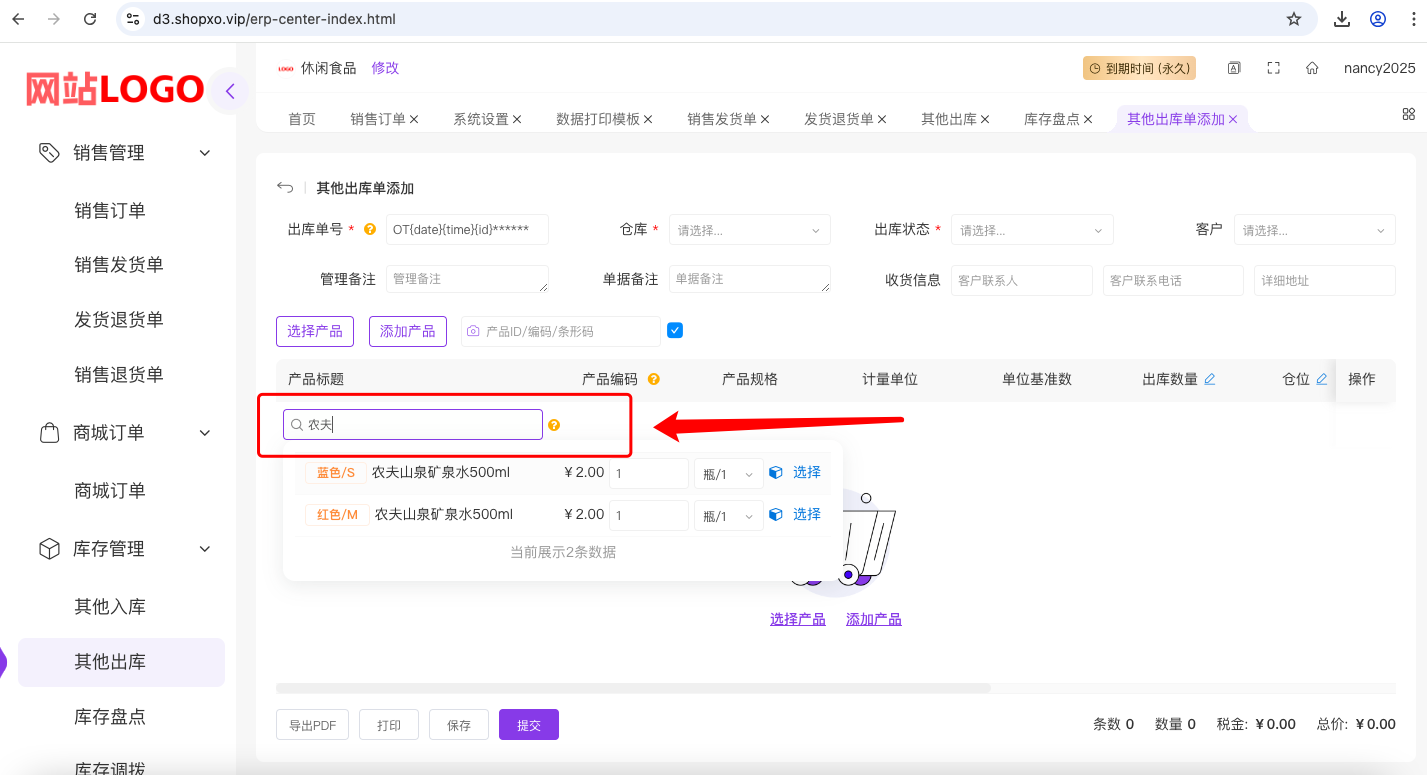 d3.shopxo.vip/erp-center-index.html
网站LOGO
LOGO 休闲食品 修改 到期时间 (永久) nancy2025
首页 销售订单 系统设置 数据打印模板 销售发货单 发货退货单 其他出库 库存盘点 其他出库单添加
销售管理
销售订单
销售发货单
发货退货单
销售退货单
商城订单
商城订单
库存管理
其他入库
其他出库
库存盘点
库存调拨
其他出库单添加
出库单号 * OT{date}{time}{id}****** 仓库 * 请选择... 出库状态 * 请选择... 客户 请选择...
管理备注 管理备注 单据备注 单据备注 收货信息 客户联系人 客户联系电话 详细地址
选择产品 添加产品 产品ID/编码/条形码
产品标题 产品编码 产品规格 计量单位 单位基准数 出库数量 仓位 操作
农夫
蓝色/S 农夫山泉矿泉水500ml ¥2.00 1 瓶/1 选择
红色/M 农夫山泉矿泉水500ml ¥2.00 1 瓶/1 选择
当前展示2条数据
选择产品 添加产品
导出PDF 打印 保存 提交 条数 0 数量 0 税金: ¥0.00 总价: ¥0.00